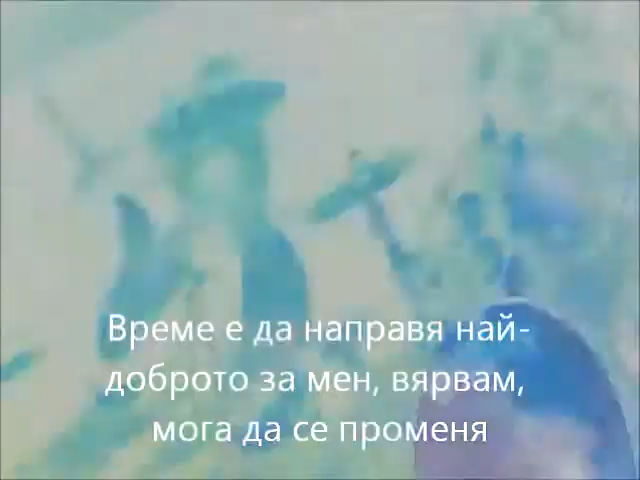 Време е да направя най-
доброто за мен, вярвам,
мога да се променя